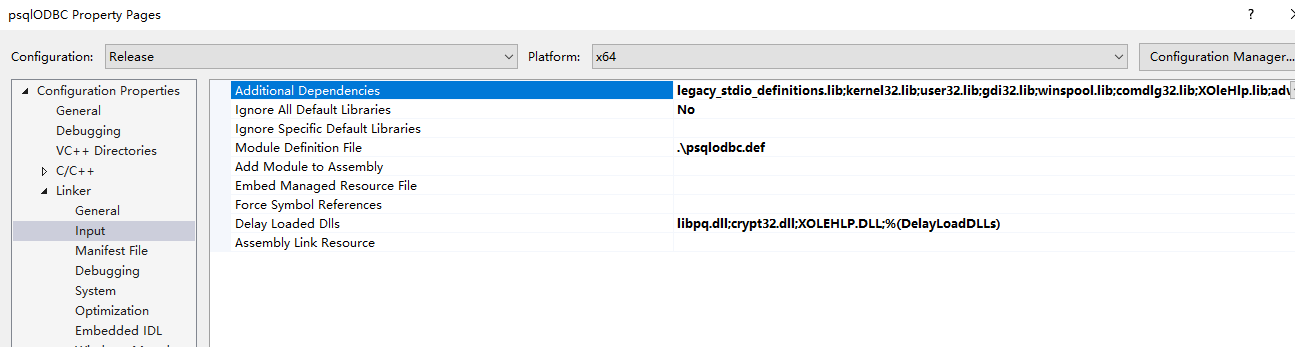 psqlODBC Property Pages ?
Configuration: Release Platform: x64 Configuration Manager...
Configuration Properties
General
Debugging
VC++ Directories
C/C++
Linker
General
Input
Manifest File
Debugging
System
Optimization
Embedded IDL
Additional Dependencies legacy_stdio_definitions.lib;kernel32.lib;user32.lib;gdi32.lib;winspool.lib;comdlg32.lib;XOleHlp.lib;adv
Ignore All Default Libraries No
Ignore Specific Default Libraries
Module Definition File .\psqlodbc.def
Add Module to Assembly
Embed Managed Resource File
Force Symbol References
Delay Loaded Dlls libpq.dll;crypt32.dll;XOLEHLP.DLL;%(DelayLoadDLLs)
Assembly Link Resource